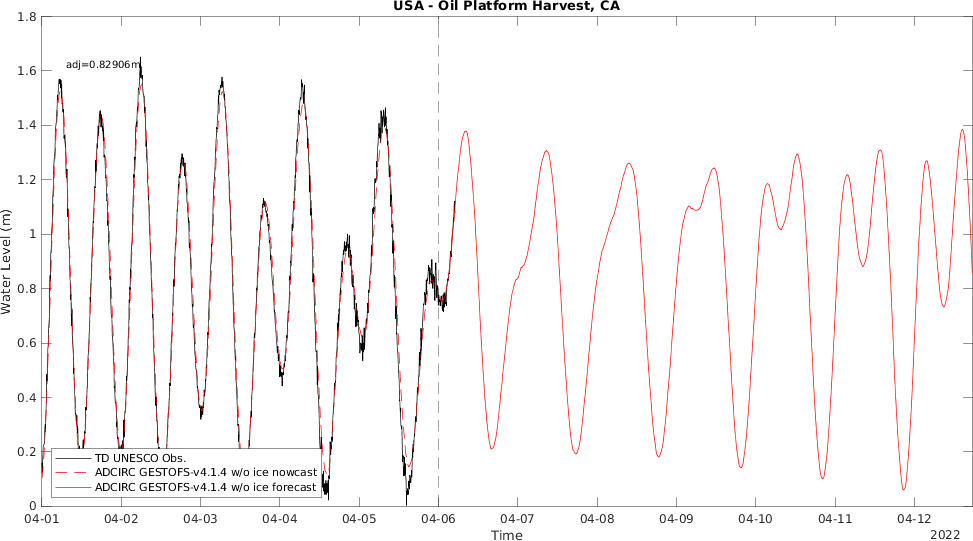 USA - Oil Platform Harvest, CA
1.8
1.6
1.4
1.2
1
0.8
0.6
0.4
0.2
0
Water Level (m)
adj=0.82906m
TD UNESCO Obs.
ADCIRC GESTOFS-v4.1.4 w/o ice nowcast
ADCIRC GESTOFS-v4.1.4 w/o ice forecast
04-01 04-02 04-03 04-04 04-05 04-06 04-07 04-08 04-09 04-10 04-11 04-12
Time
2022